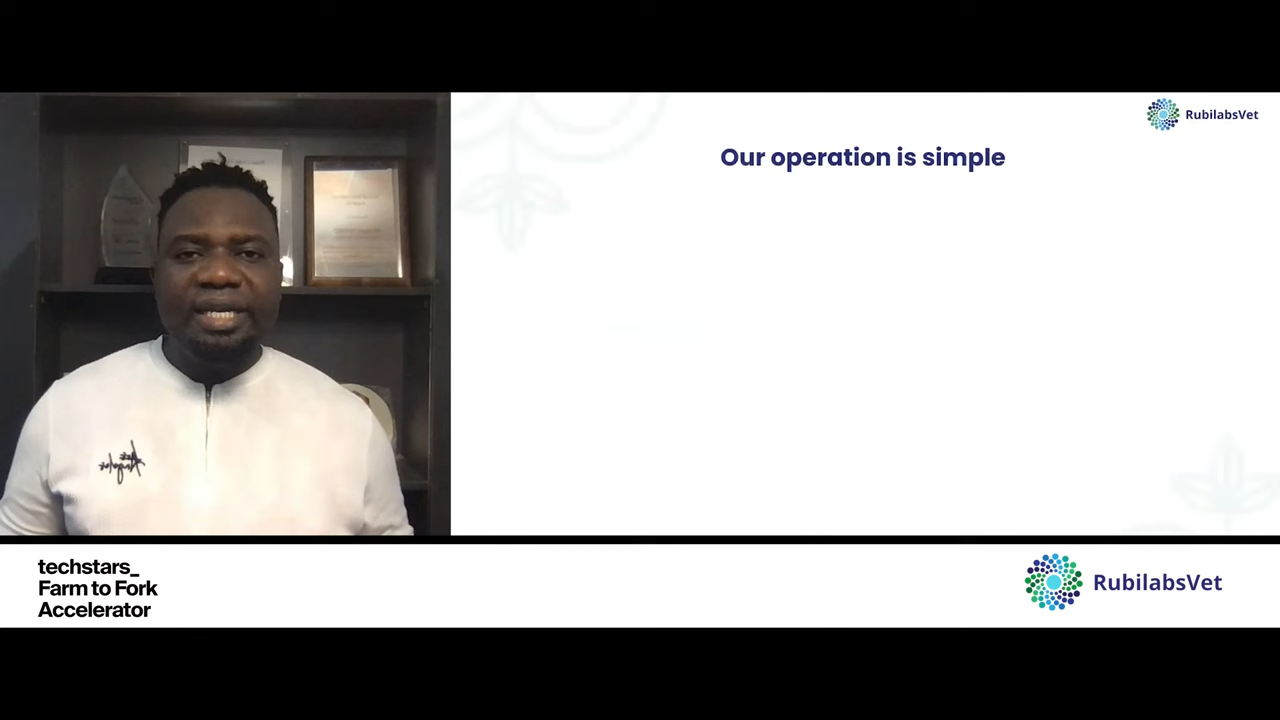 RubilabsVet
Our operation is simple
techstars_
Farm to Fork
Accelerator
RubilabsVet